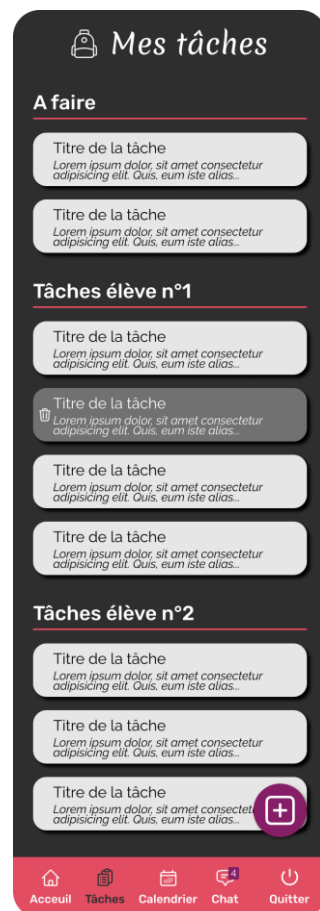 Mes tâches
A faire
Titre de la tâche
Lorem ipsum dolor, sit amet consectetur
adipisicing elit. Quis, eum iste alias...
Titre de la tâche
Lorem ipsum dolor, sit amet consectetur
adipisicing elit. Quis, eum iste alias...
Tâches élève n°1
Titre de la tâche
Lorem ipsum dolor, sit amet consectetur
adipisicing elit. Quis, eum iste alias...
Titre de la tâche
Lorem ipsum dolor, sit amet consectetur
adipisicing elit. Quis, eum iste alias...
Titre de la tâche
Lorem ipsum dolor, sit amet consectetur
adipisicing elit. Quis, eum iste alias...
Titre de la tâche
Lorem ipsum dolor, sit amet consectetur
adipisicing elit. Quis, eum iste alias...
Tâches élève n°2
Titre de la tâche
Lorem ipsum dolor, sit amet consectetur
adipisicing elit. Quis, eum iste alias...
Titre de la tâche
Lorem ipsum dolor, sit amet consectetur
adipisicing elit. Quis, eum iste alias...
Titre de la tâche
Lorem ipsum dolor, sit amet
adipisicing elit. Quis, eum iste alias...
4
Acceuil Tâches Calendrier Chat Quitter